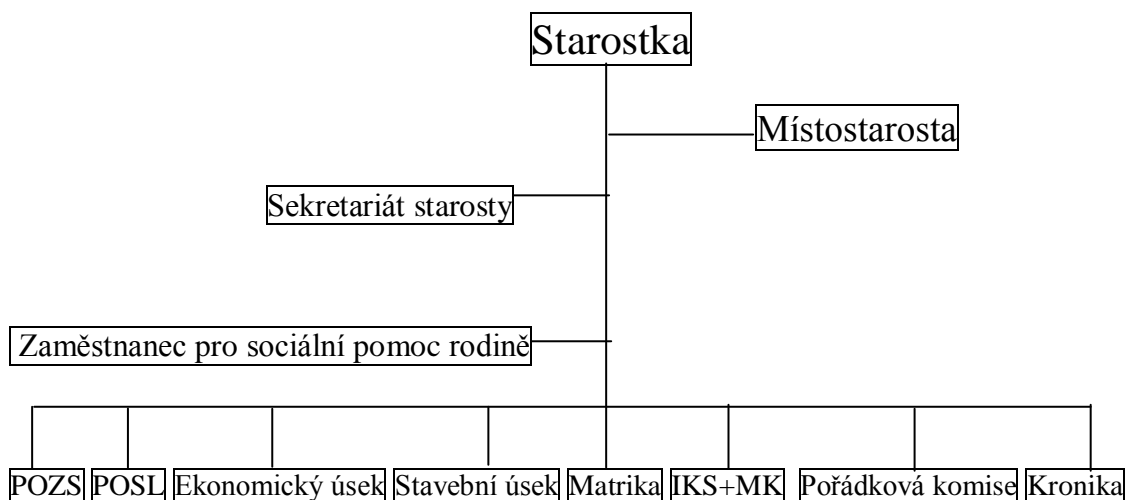 Starostka
Místostarosta
Sekretariát starosty
Zaměstnanec pro sociální pomoc rodině
POZS POSL Ekonomický úsek Stavební úsek Matrika IKS+MK Pořádková komise Kronika